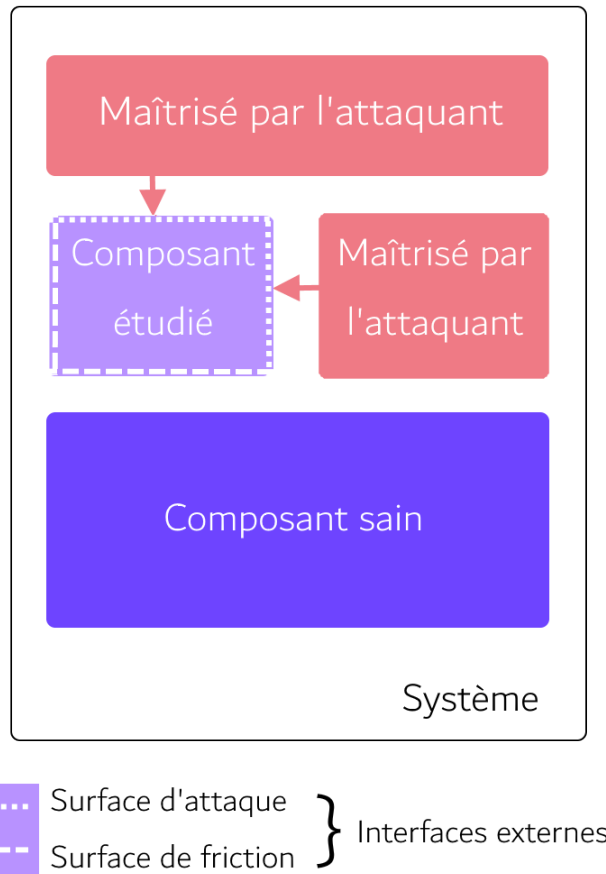 Maîtrisé par l'attaquant
Composant
étudié
Maîtrisé par
l'attaquant
Composant sain
Système
Surface d'attaque
Surface de friction
Interfaces externes